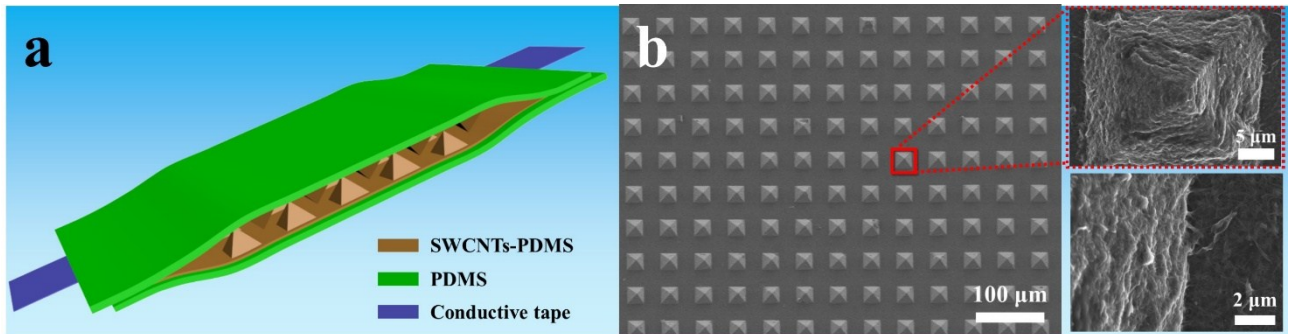 a
SWCNTs-PDMS
PDMS
Conductive tape
b
100 μm
5 μm
2 μm